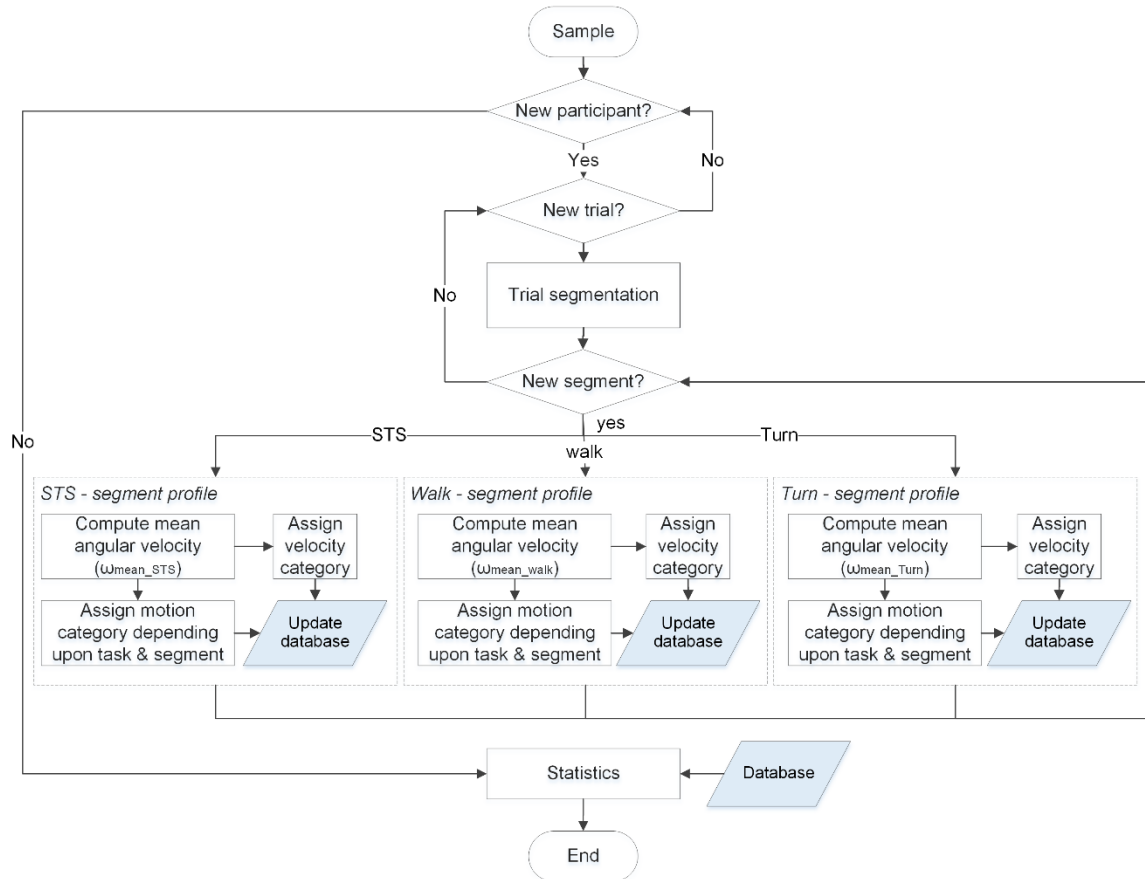 Sample
New participant?
Yes
No
New trial?
No
Trial segmentation
New segment?
No
yes
STS
walk
Turn
STS - segment profile
Compute mean
angular velocity
(ωmean_STS)
Assign
velocity
category
Assign motion
category depending
upon task & segment
Update
database
Walk - segment profile
Compute mean
angular velocity
(ωmean_walk)
Assign
velocity
category
Assign motion
category depending
upon task & segment
Update
database
Turn - segment profile
Compute mean
angular velocity
(ωmean_Turn)
Assign
velocity
category
Assign motion
category depending
upon task & segment
Update
database
Statistics
Database
End